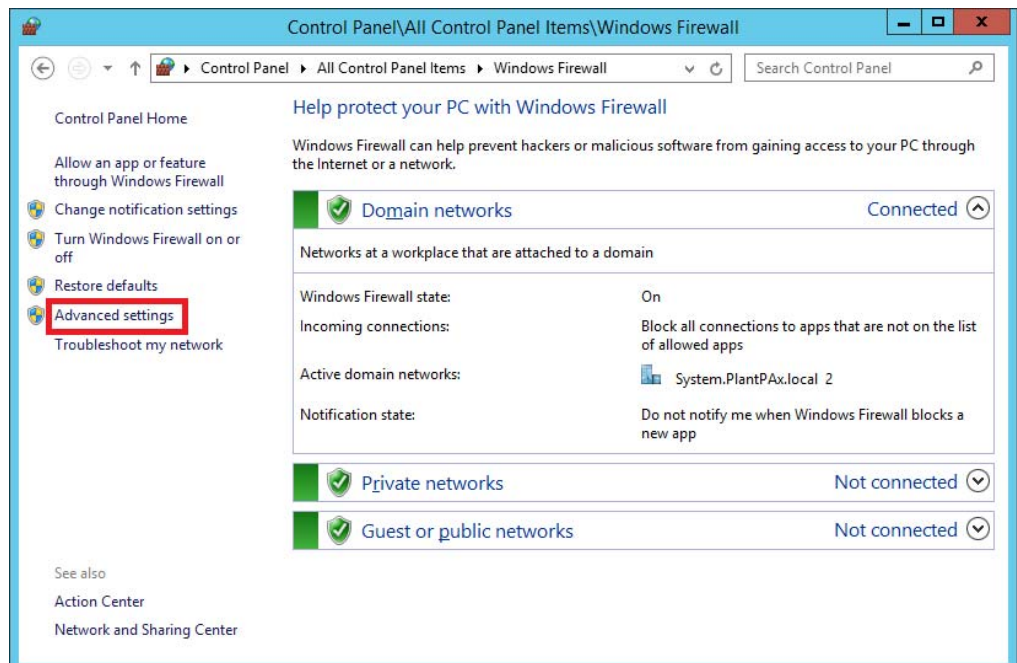 Control Panel\All Control Panel Items\Windows Firewall
Control Panel All Control Panel Items Windows Firewall
Search Control Panel
Control Panel Home
Allow an app or feature
through Windows Firewall
Change notification settings
Turn Windows Firewall on or
off
Restore defaults
Advanced settings
Troubleshoot my network
See also
Action Center
Network and Sharing Center
Help protect your PC with Windows Firewall
Windows Firewall can help prevent hackers or malicious software from gaining access to your PC through
the Internet or a network.
Domain networks Connected
Networks at a workplace that are attached to a domain
Windows Firewall state: On
Incoming connections: Block all connections to apps that are not on the list
of allowed apps
Active domain networks: System.PlantPAx.local 2
Notification state: Do not notify me when Windows Firewall blocks a
new app
Private networks Not connected
Guest or public networks Not connected